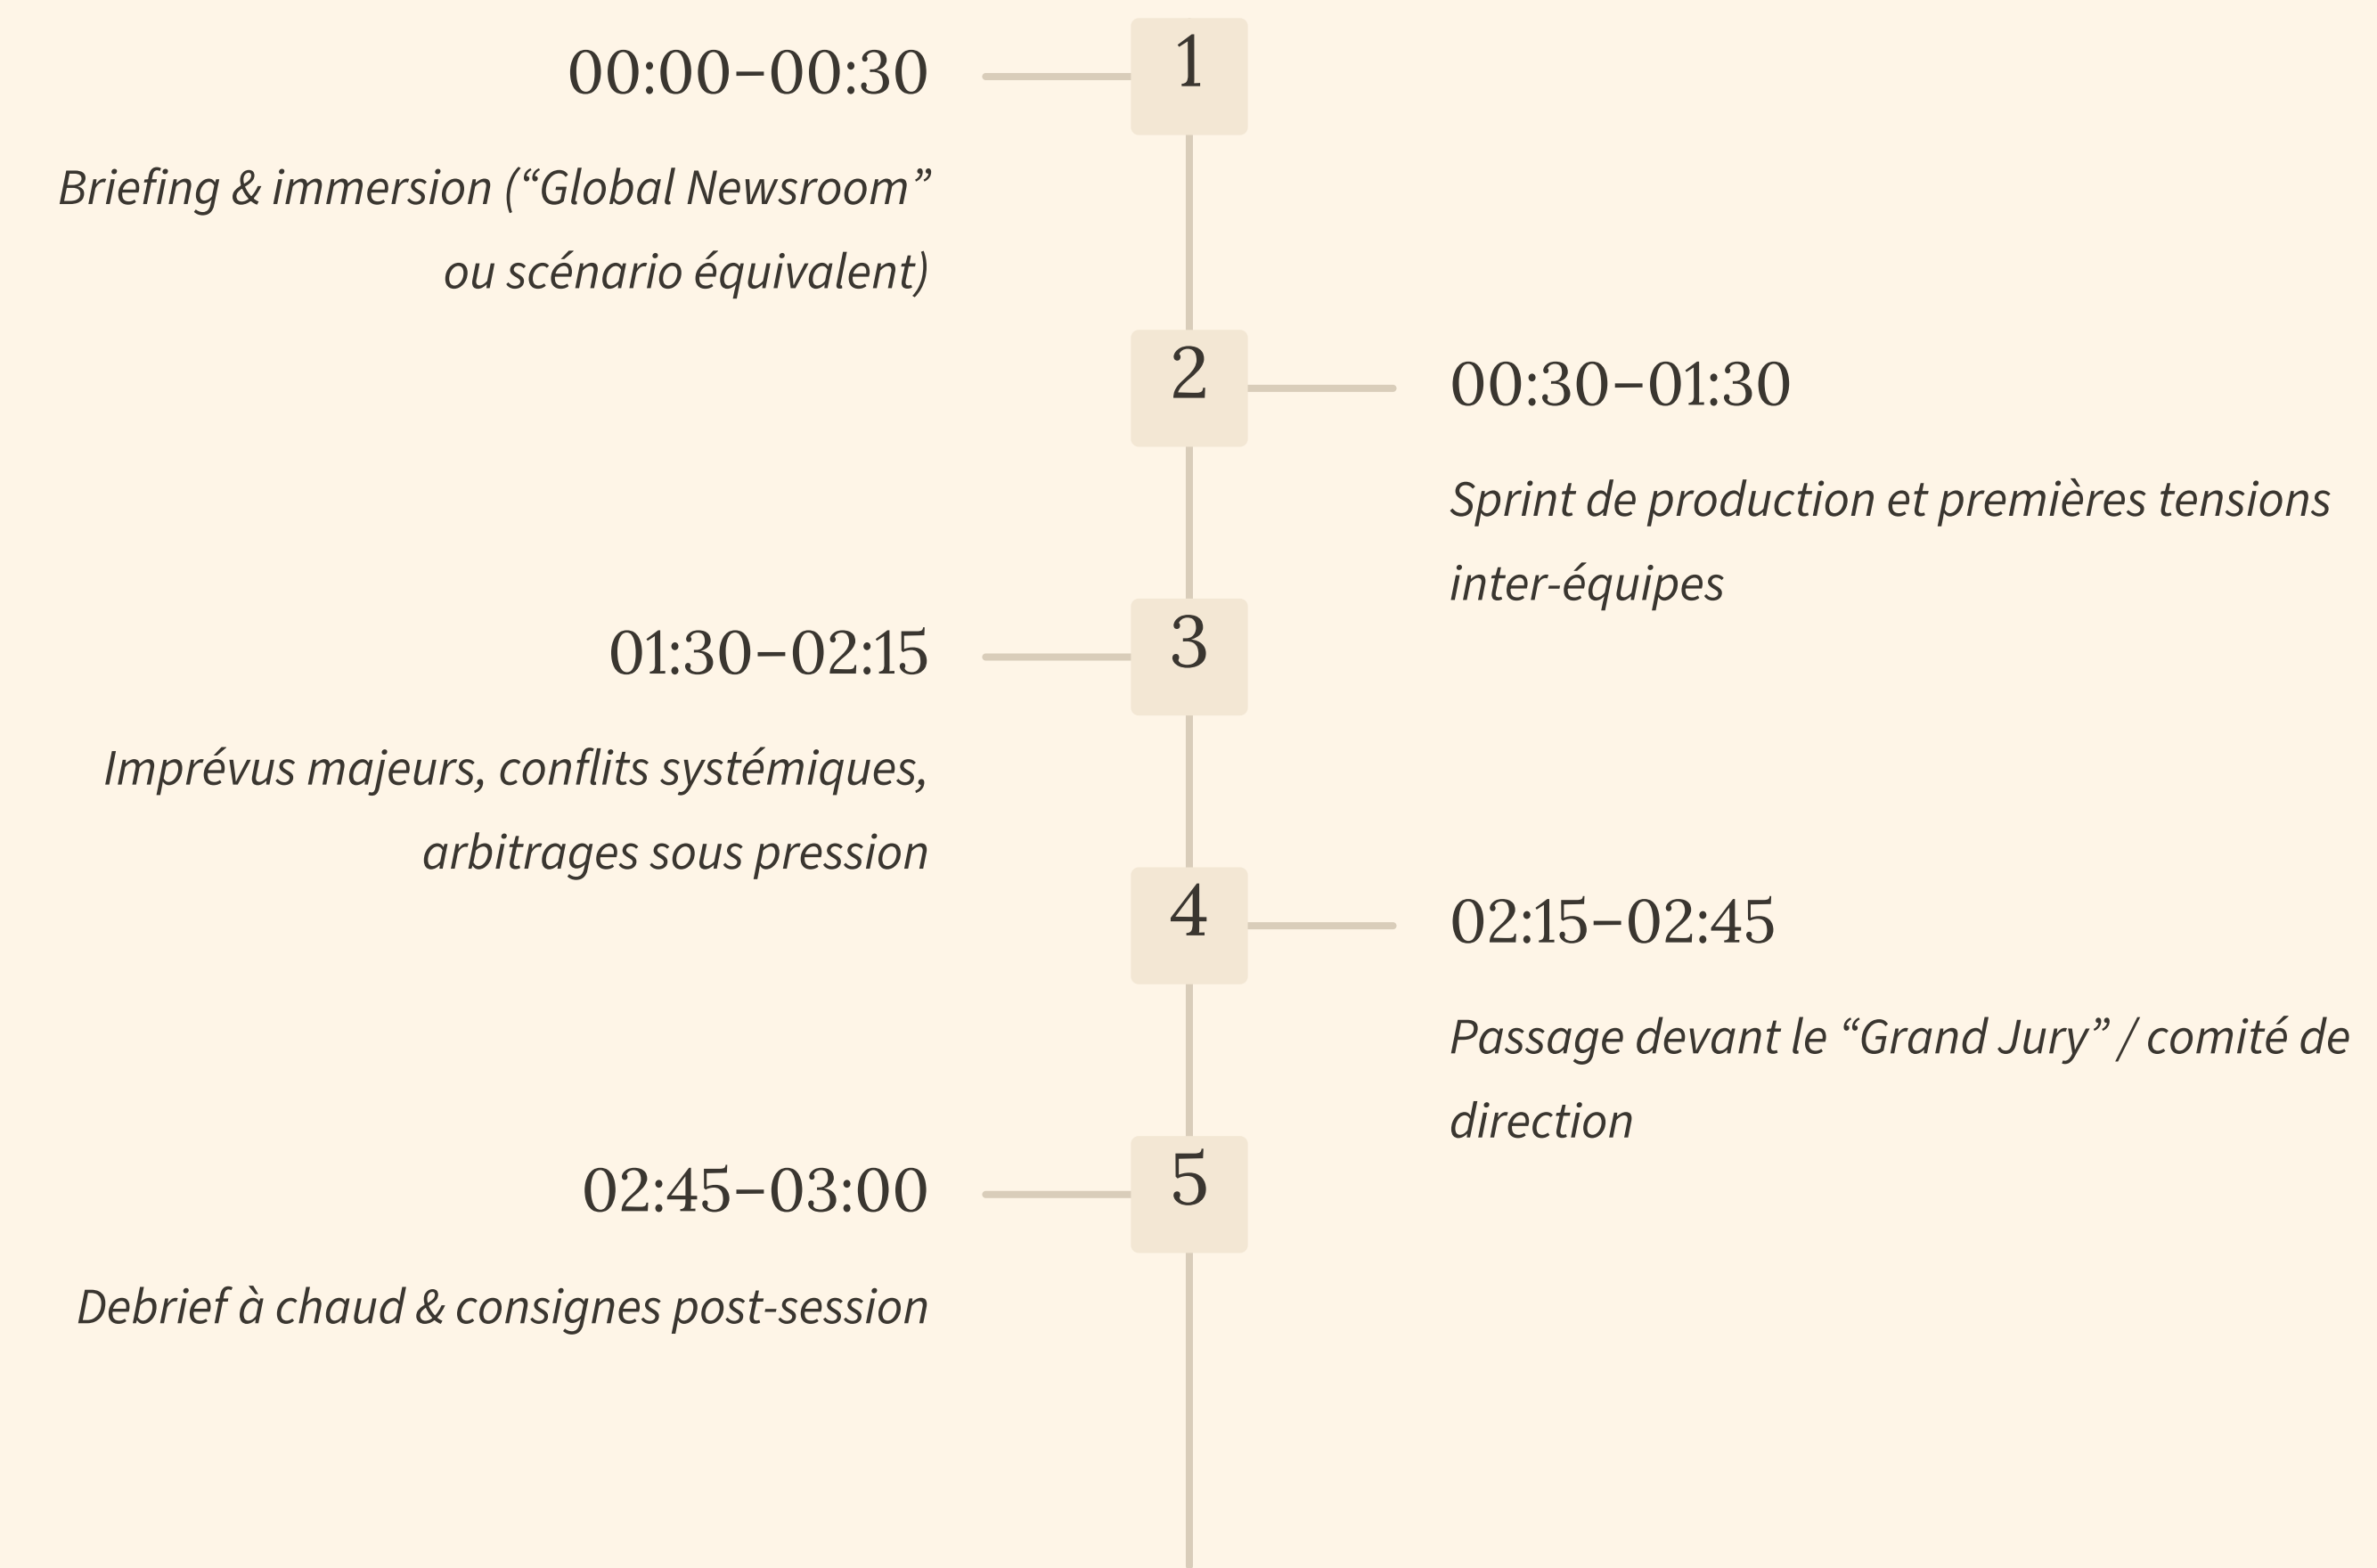 1
00:00–00:30
Briefing & immersion (“Global Newsroom”
ou scénario équivalent)
2
00:30–01:30
Sprint de production et premières tensions
inter-équipes
3
01:30–02:15
Imprévus majeurs, conflits systémiques,
arbitrages sous pression
4
02:15–02:45
Passage devant le “Grand Jury” / comité de
direction
5
02:45–03:00
Debrief à chaud & consignes post-session